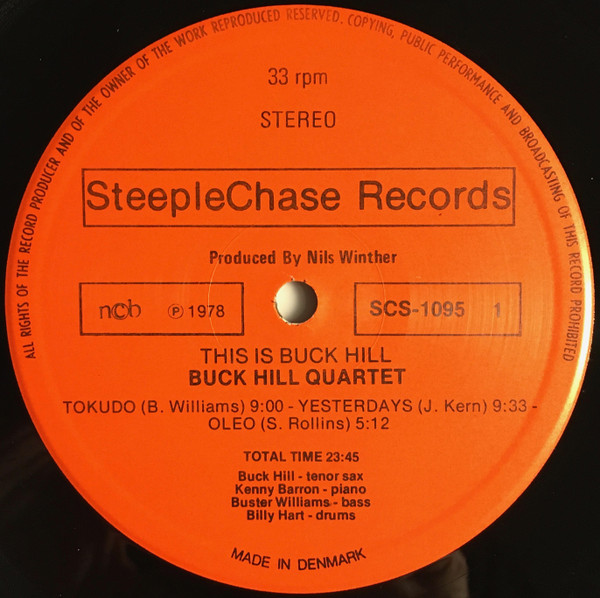 ALL RIGHTS OF THE RECORD PRODUCER AND OF THE OWNER OF THE WORK REPRODUCED RESERVED. COPYING, PUBLIC PERFORMANCE AND BROADCASTING OF THIS RECORD PROHIBITED
33 rpm
STEREO
SteepleChase Records
Produced By Nils Winther
ncb ℗ 1978
SCS-1095 1
THIS IS BUCK HILL
BUCK HILL QUARTET
TOKUDO (B. Williams) 9:00 - YESTERDAYS (J. Kern) 9:33 -
OLEO (S. Rollins) 5:12
TOTAL TIME 23:45
Buck Hill - tenor sax
Kenny Barron - piano
Buster Williams - bass
Billy Hart - drums
MADE IN DENMARK